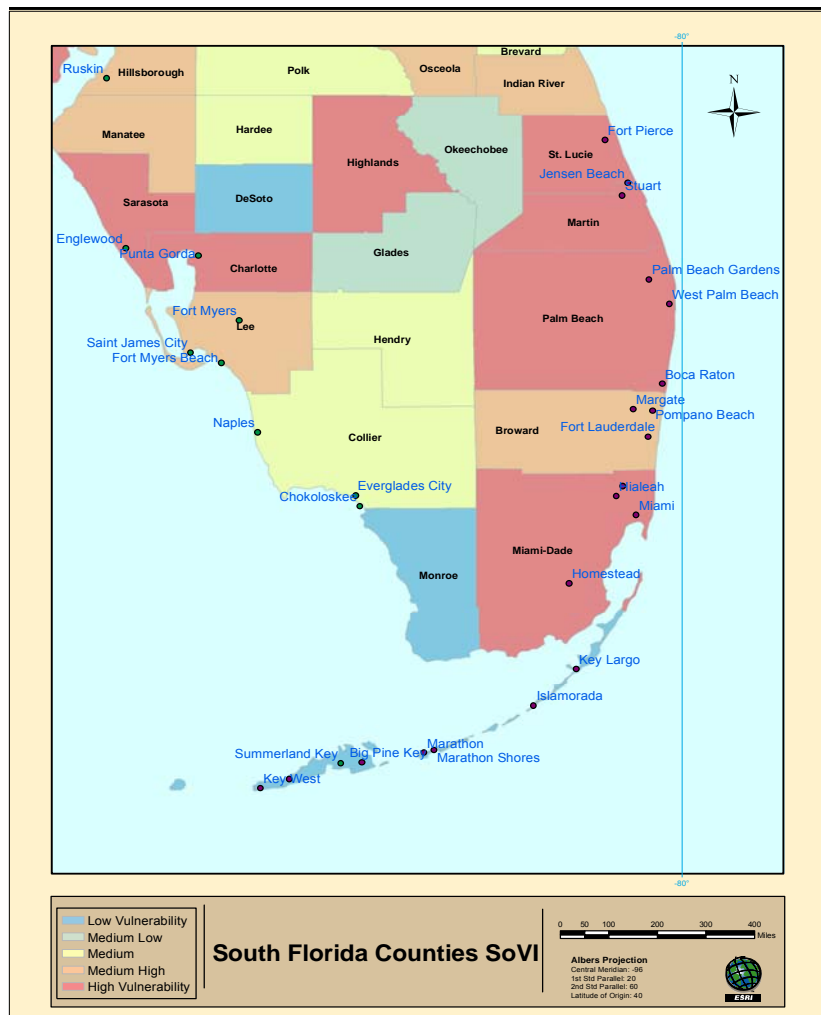 -80°
Brevard
Ruskin
Hillsborough
Polk
Osceola
Indian River
N
Manatee
Hardee
Highlands
Okeechobee
St. Lucie
Fort Pierce
Jensen Beach
Stuart
Sarasota
DeSoto
Martin
Englewood
Punta Gorda
Charlotte
Glades
Palm Beach Gardens
West Palm Beach
Fort Myers
Lee
Hendry
Palm Beach
Saint James City
Fort Myers Beach
Boca Raton
Naples
Collier
Broward
Margate
Pompano Beach
Fort Lauderdale
Everglades City
Chokoloskee
Hialeah
Miami
Monroe
Miami-Dade
Homestead
Key Largo
Islamorada
Marathon
Marathon Shores
Summerland Key
Big Pine Key
Key West
-80°
Low Vulnerability
Medium Low
Medium
Medium High
High Vulnerability
South Florida Counties SoVI
0 50 100 200 300 400
Miles
Albers Projection
Central Meridian: -96
1st Std Parallel: 20
2nd Std Parallel: 60
Latitude of Origin: 40
ESRI